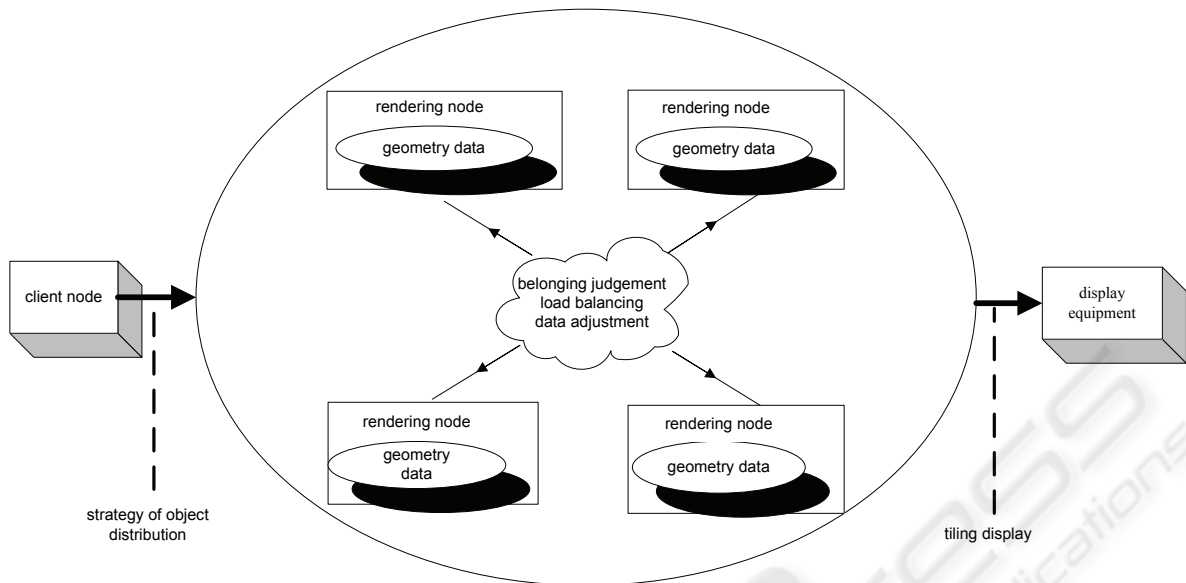 rendering node
geometry data
rendering node
geometry data
client node
belonging judgement
load balancing
data adjustment
display
equipment
rendering node
geometry
data
rendering node
geometry data
strategy of object
distribution
tiling display